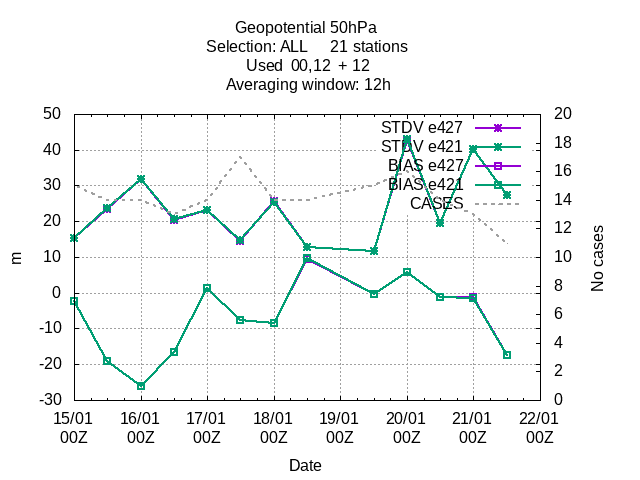 Geopotential 50hPa
Selection: ALL     21 stations
Used  00,12  + 12
Averaging window: 12h
50
40
30
20
10
0
-10
-20
-30
m
20
18
16
14
12
10
8
6
4
2
0
No cases
STDV e427
STDV e421
BIAS e427
BIAS e421
CASES
15/01 16/01 17/01 18/01 19/01 20/01 21/01 22/01
00Z 00Z 00Z 00Z 00Z 00Z 00Z 00Z
Date